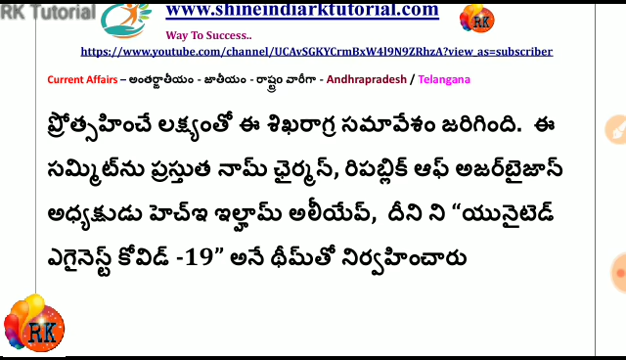 RK Tutorial
www.shineindiarktutorial.com
Way To Success..
https://www.youtube.com/channel/UCAvSGKYCrmBxW4I9N9ZRhzA?view_as=subscriber
Current Affairs – అంతర్జాతీయం - జాతీయం - రాష్ట్రం వారీగా - Andhrapradesh / Telangana
ప్రోత్సహించే లక్ష్యంతో ఈ శిఖరాగ్ర సమావేశం జరిగింది. ఈ
సమ్మిట్‌ను ప్రస్తుత నామ్ ఛైర్మన్, రిపబ్లిక్ ఆఫ్ అజర్‌బైజాన్
అధ్యక్షుడు హెచ్ఇ ఇల్హామ్ అలీయేవ్, దీని ని “యునైటెడ్
ఎగైనెస్ట్ కోవిడ్ -19” అనే థీమ్‌తో నిర్వహించారు
RK
RK